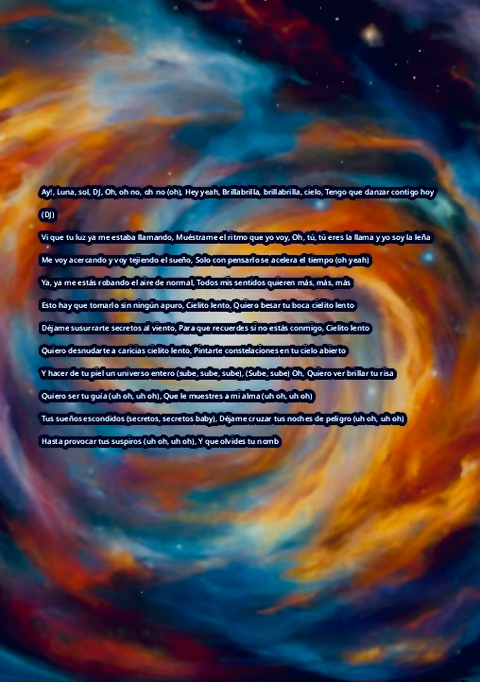 Ay!, Luna, sol, DJ, Oh, oh no, oh no (oh), Hey yeah, Brillabrilla, brillabrilla, cielo, Tengo que danzar contigo hoy
(DJ)
Vi que tu luz ya me estaba llamando, Muéstrame el ritmo que yo voy, Oh, tú, tú eres la llama y yo soy la leña
Me voy acercando y voy tejiendo el sueño, Solo con pensarlo se acelera el tiempo (oh yeah)
Ya, ya me estás robando el aire de normal, Todos mis sentidos quieren más, más, más
Esto hay que tomarlo sin ningún apuro, Cielito lento, Quiero besar tu boca cielito lento
Déjame susurrarte secretos al viento, Para que recuerdes si no estás conmigo, Cielito lento
Quiero desnudarte a caricias cielito lento, Pintarte constelaciones en tu cielo abierto
Y hacer de tu piel un universo entero (sube, sube, sube), (Sube, sube) Oh, Quiero ver brillar tu risa
Quiero ser tu guía (uh oh, uh oh), Que le muestres a mi alma (uh oh, uh oh)
Tus sueños escondidos (secretos, secretos baby), Déjame cruzar tus noches de peligro (uh oh, uh oh)
Hasta provocar tus suspiros (uh oh, uh oh), Y que olvides tu nomb